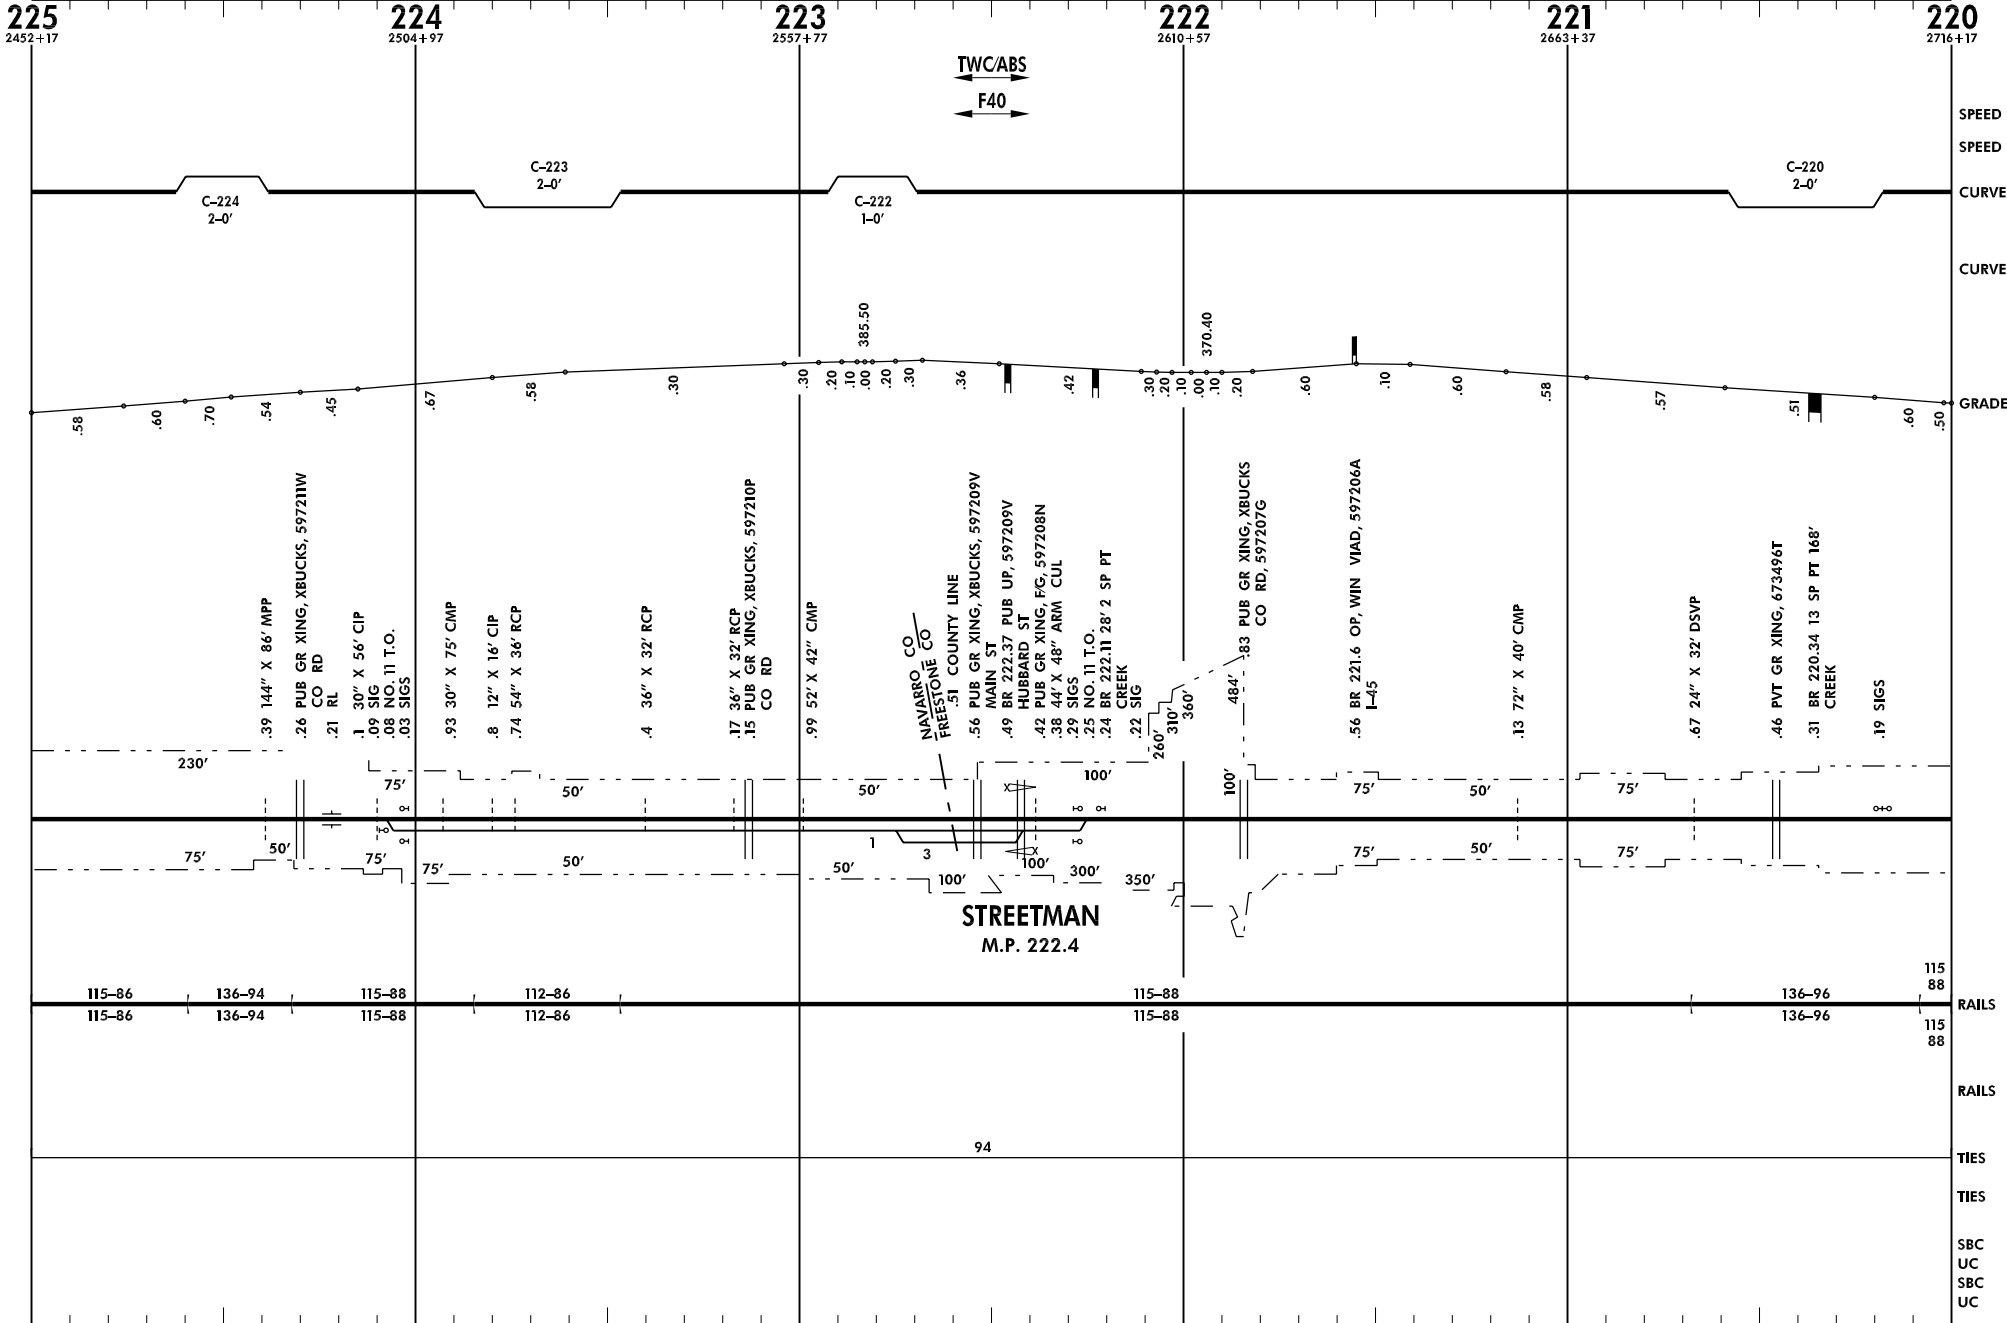 225 224 223 222 221 220
2452+17 2504+97 2557+77 2610+57 2663+37 2716+17
TWC/ABS
F40
SPEED
SPEED
C–224
2–0′
C–223
2–0′
C–222
1–0′
C–220
2–0′
CURVE
CURVE
385.50
370.40
.58 .60 .70 .54 .45 .67 .58 .30 .30 .20 .10 .00 .20 .30 .36 .42 .30 .20 .10 .00 .10 .20 .60 .10 .60 .58 .57 .51 .60 .50
GRADE
.39 144″ X 86′ MPP
.26 PUB GR XING, XBUCKS, 597211W
CO RD
.21 RL
.1 30″ X 56′ CIP
.09 SIG
.08 NO. 11 T.O.
.03 SIGS
.93 30″ X 75′ CMP
.8 12″ X 16′ CIP
.74 54″ X 36′ RCP
.4 36″ X 32′ RCP
.17 36″ X 32′ RCP
.15 PUB GR XING, XBUCKS, 597210P
CO RD
.99 52′ X 42″ CMP
NAVARRO CO
FREESTONE CO
.51 COUNTY LINE
.56 PUB GR XING, XBUCKS, 597209V
MAIN ST
.49 BR 222.37 PUB UP, 597209V
HUBBARD ST
.42 PUB GR XING, F/G, 597208N
.38 44′ X 48″ ARM CUL
.29 SIGS
.25 NO. 11 T.O.
.24 BR 222.11 28′ 2 SP PT
CREEK
.22 SIG
.83 PUB GR XING, XBUCKS
CO RD, 597207G
.56 BR 221.6 OP, WIN VIAD, 597206A
I–45
.13 72″ X 40′ CMP
.67 24″ X 32′ DSVP
.46 PVT GR XING, 673496T
.31 BR 220.34 13 SP PT 168′
CREEK
.19 SIGS
230′ 75′ 50′ 50′ 100′ 260′ 310′ 360′ 484′ 100′ 75′ 50′ 75′
1
3
X
X
75′ 50′ 75′ 75′ 50′ 50′ 100′ 100′ 300′ 350′ 75′ 50′ 75′
STREETMAN
M.P. 222.4
115–86 136–94 115–88 112–86 115–88 136–96 115
88
RAILS
115–86 136–94 115–88 112–86 115–88 136–96 115
88
RAILS
94
TIES
TIES
SBC
UC
SBC
UC